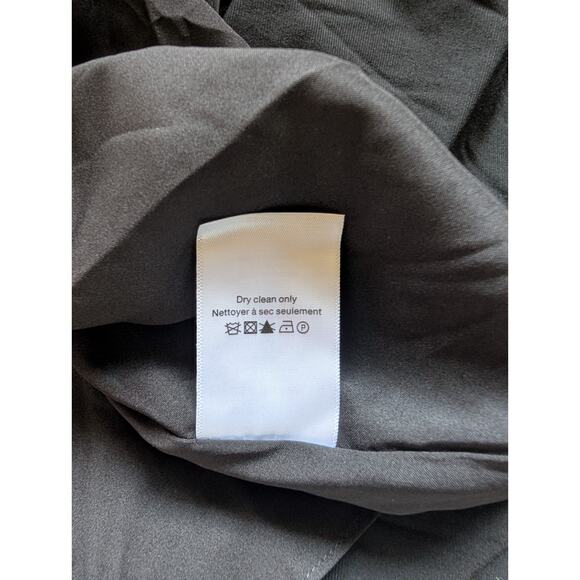 Dry clean only
Nettoyer à sec seulement
P